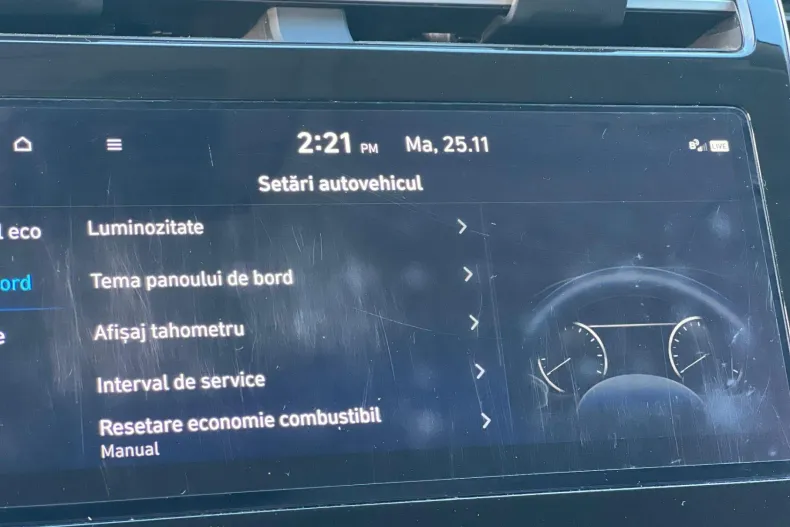 2:21 PM Ma, 25.11
LIVE
Setări autovehicul
l eco
ord
e
Luminozitate
Tema panoului de bord
Afișaj tahometru
Interval de service
Resetare economie combustibil
Manual